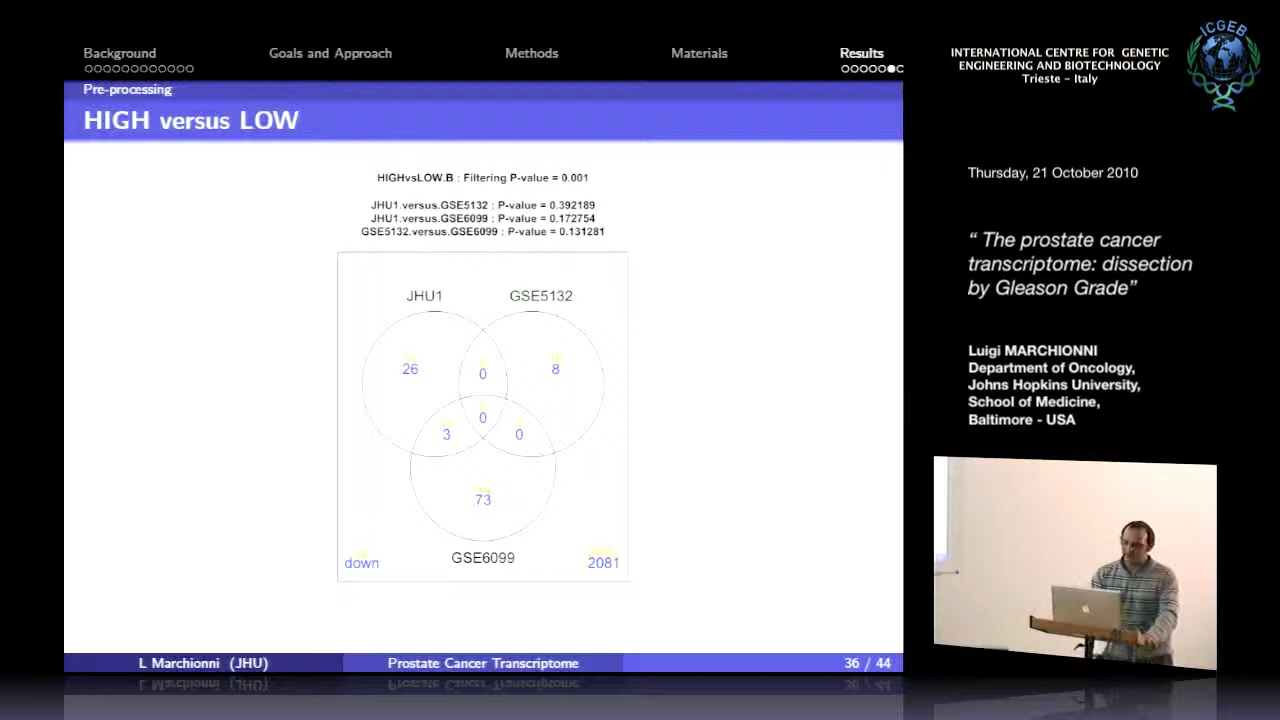 Background
Goals and Approach
Methods
Materials
Results
Pre-processing
HIGH versus LOW
HIGHvsLOW.B : Filtering P-value = 0.001
JHU1.versus.GSE5132 : P-value = 0.392189
JHU1.versus.GSE6099 : P-value = 0.172754
GSE5132.versus.GSE6099 : P-value = 0.131281
JHU1
GSE5132
26
0
8
0
3
0
73
down
GSE6099
2081
L Marchionni (JHU)
Prostate Cancer Transcriptome
36 / 44
INTERNATIONAL CENTRE FOR GENETIC
ENGINEERING AND BIOTECHNOLOGY
Trieste - Italy
ICGEB
Thursday, 21 October 2010
“ The prostate cancer
transcriptome: dissection
by Gleason Grade”
Luigi MARCHIONNI
Department of Oncology,
Johns Hopkins University,
School of Medicine,
Baltimore - USA